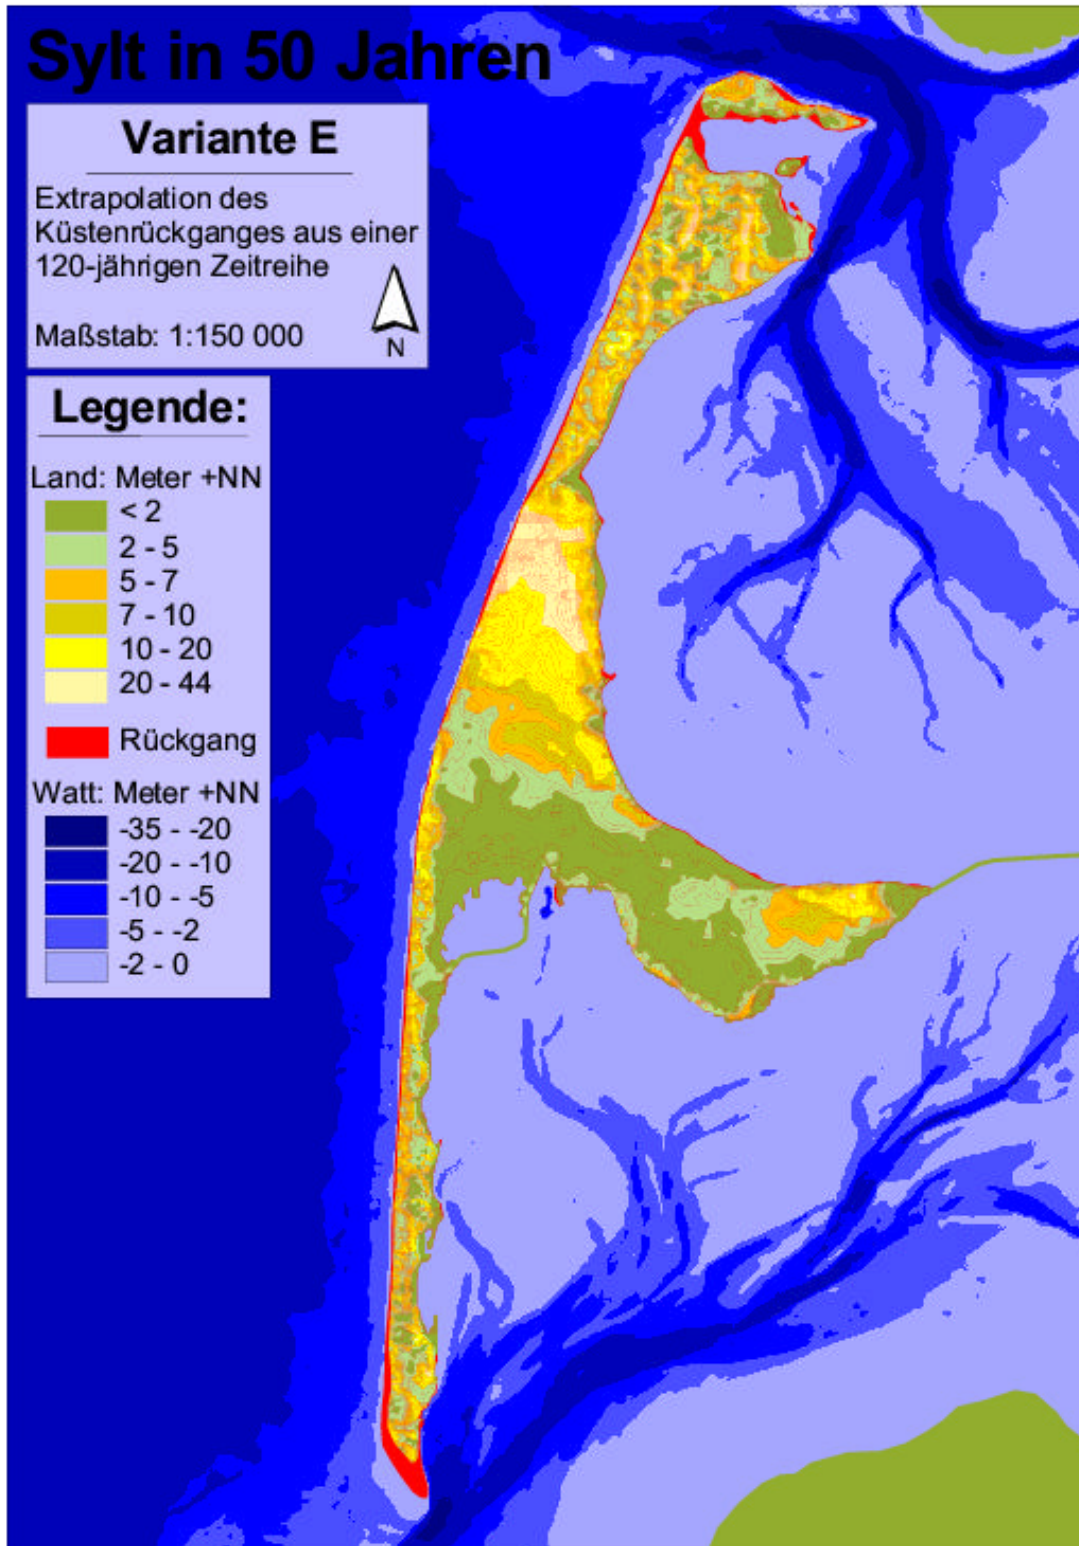 Sylt in 50 Jahren
Variante E
Extrapolation des
Küstenrückganges aus einer
120-jährigen Zeitreihe
Maßstab: 1:150 000
N
Legende:
Land: Meter +NN
< 2
2 - 5
5 - 7
7 - 10
10 - 20
20 - 44
Rückgang
Watt: Meter +NN
-35 - -20
-20 - -10
-10 - -5
-5 - -2
-2 - 0